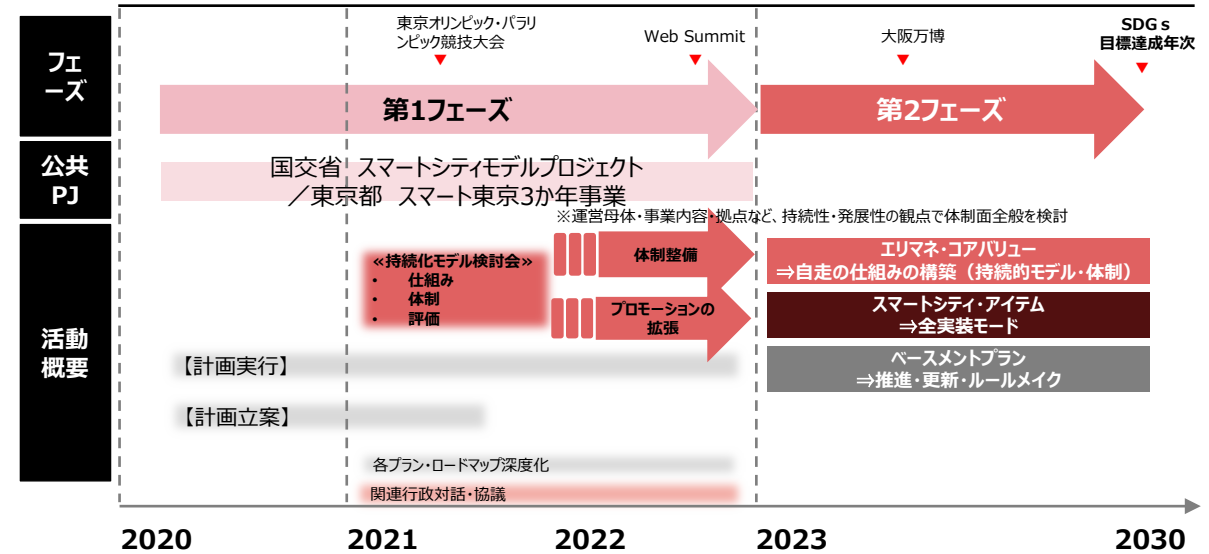 東京オリンピック・パラリ
ンピック競技大会
Web Summit
大阪万博
SDGｓ
目標達成年次
フェ
ーズ
第1フェーズ
第2フェーズ
公共
PJ
国交省　スマートシティモデルプロジェクト
／東京都　スマート東京3か年事業
※運営母体・事業内容・拠点など、持続性・発展性の観点で体制面全般を検討
活動
概要
≪持続化モデル検討会≫
・　仕組み
・　体制
・　評価
体制整備
プロモーションの
拡張
エリマネ・コアバリュー
⇒自走の仕組みの構築（持続的モデル・体制）
スマートシティ・アイテム
⇒全実装モード
ベースメントプラン
⇒推進・更新・ルールメイク
【計画実行】
【計画立案】
各プラン・ロードマップ深度化
関連行政対話・協議
2020
2021
2022
2023
2030